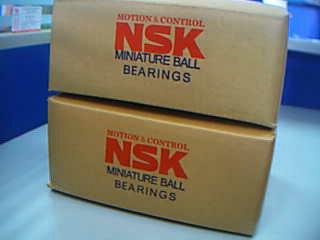 MOTION & CONTROL
NSK
MINIATURE BALL
BEARINGS
MOTION & CONTROL
NSK
MINIATURE BALL
BEARINGS